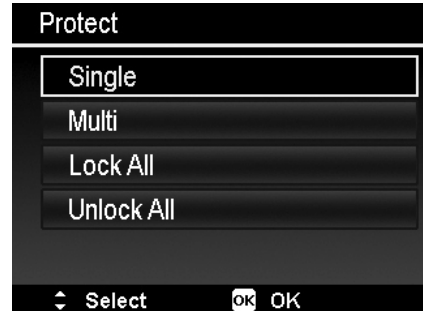 Protect
Single
Multi
Lock All
Unlock All
Select OK OK